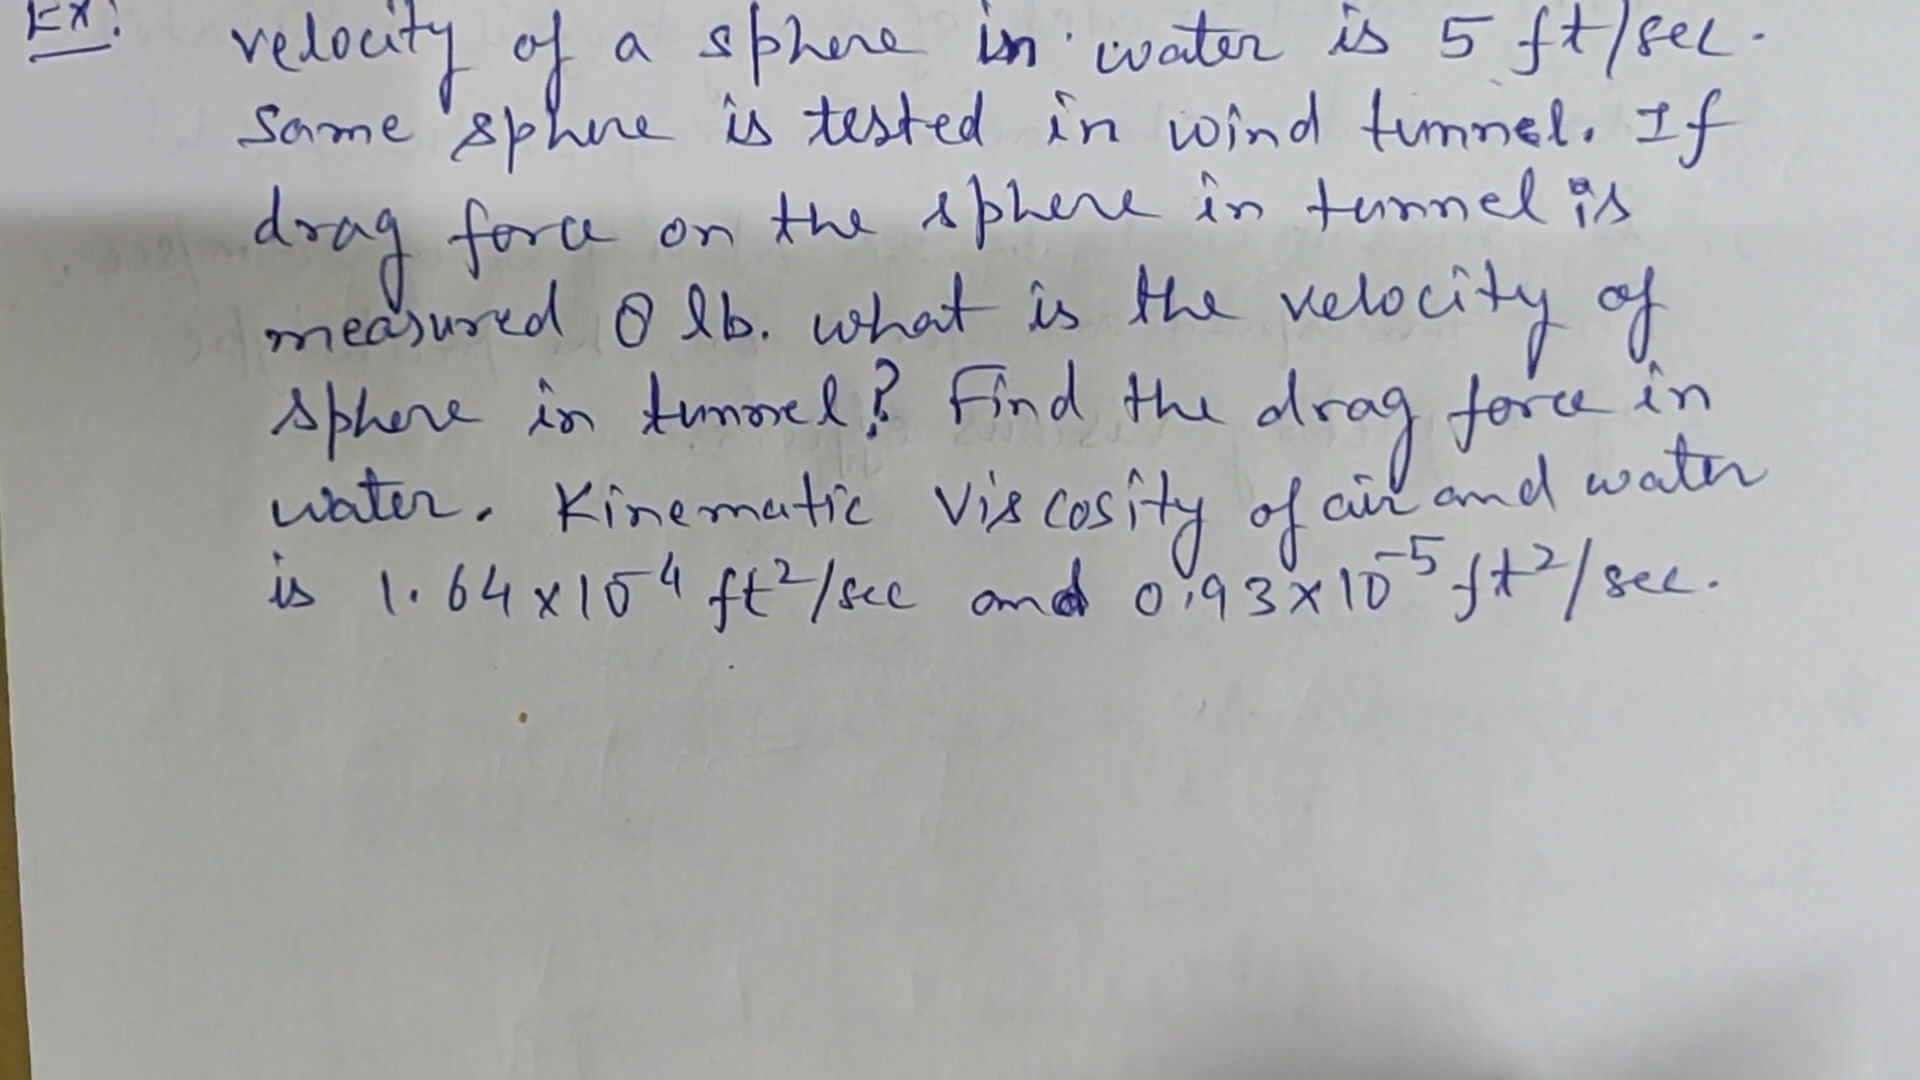 Ex:
velocity of a sphere in water is 5 ft/sec.
Same sphere is tested in wind tunnel. If
drag force on the sphere in tunnel is
measured θ lb. what is the velocity of
sphere in tunnel? Find the drag force in
water. Kinematic viscosity of air and water
is 1.64×10⁻⁴ ft²/sec and 0.93×10⁻⁵ ft²/sec.